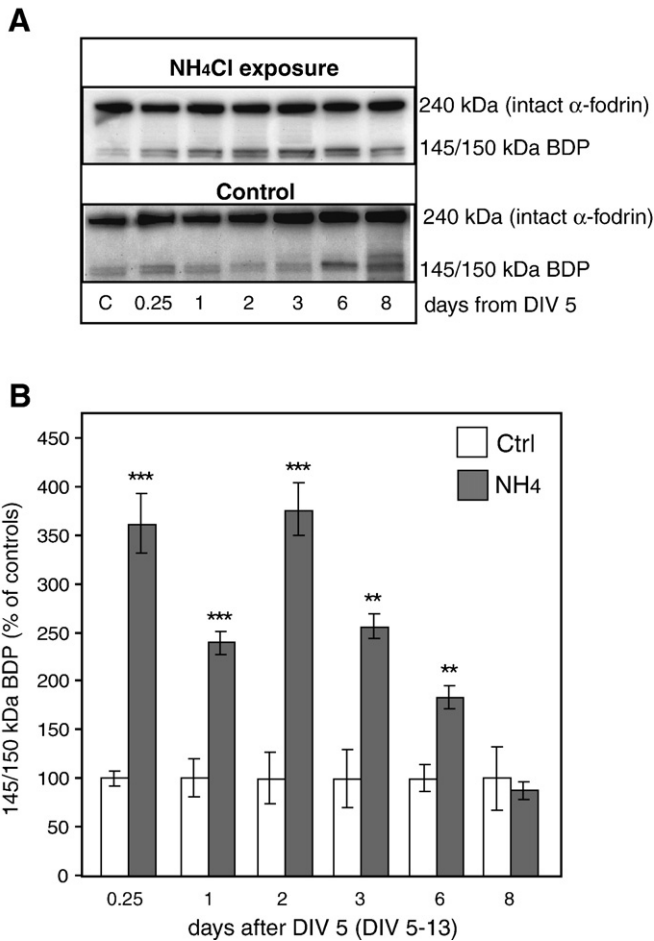 A
NH4Cl exposure
240 kDa (intact α-fodrin)
145/150 kDa BDP
Control
240 kDa (intact α-fodrin)
145/150 kDa BDP
C 0.25 1 2 3 6 8 days from DIV 5
B
Ctrl
NH4
145/150 kDa BDP (% of controls)
450
400
350
300
250
200
150
100
50
0
*** *** *** ** **
0.25 1 2 3 6 8
days after DIV 5 (DIV 5-13)